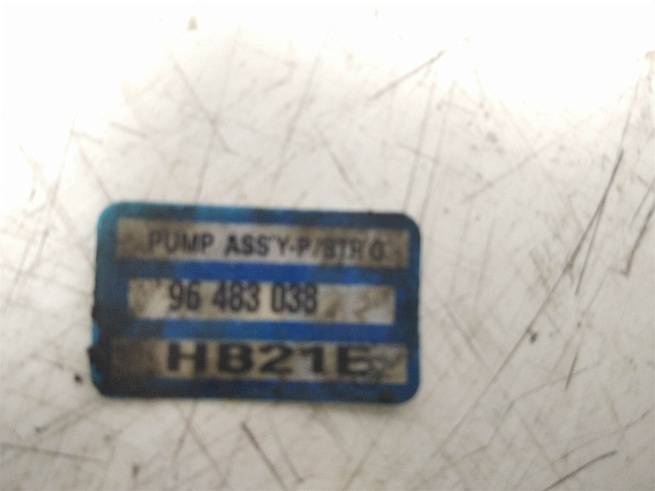 PUMP ASS'Y-P/STR'G
96 483 038
HB21E